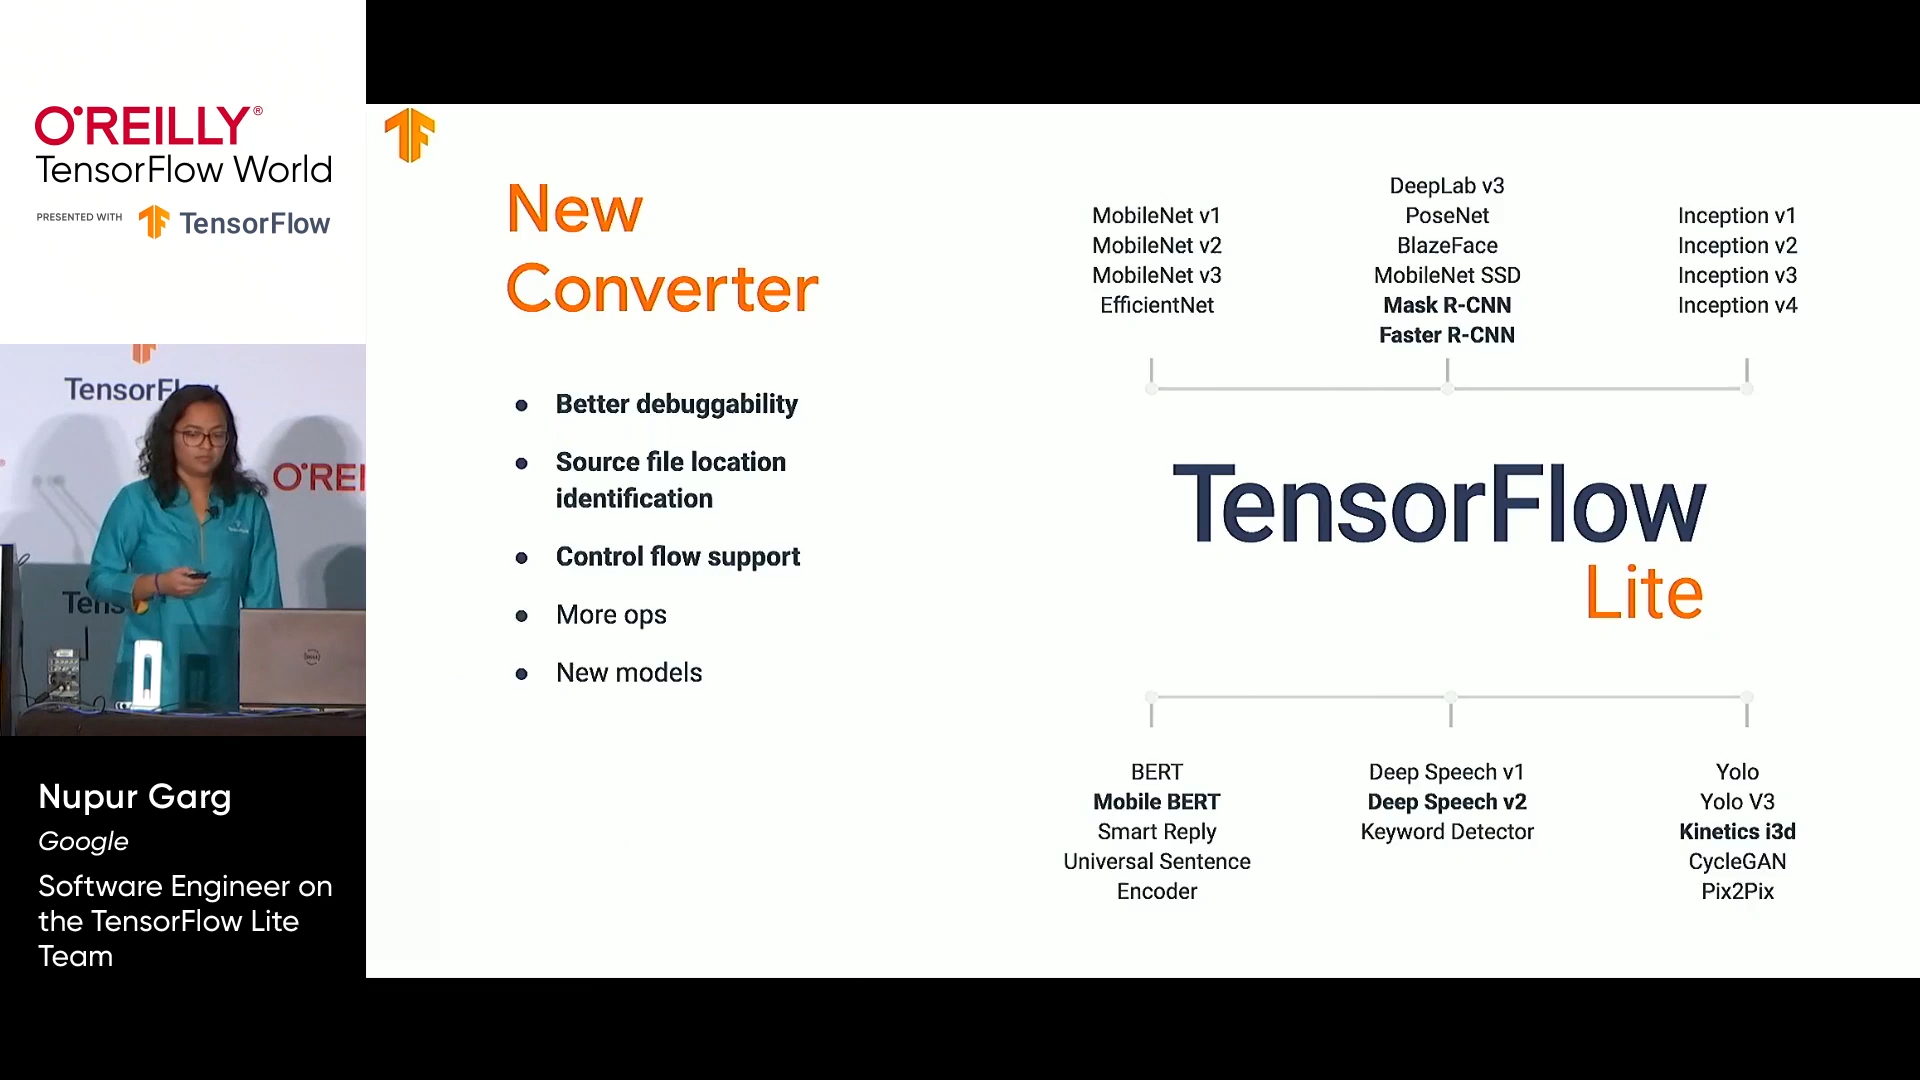 O'REILLY®
TensorFlow World
PRESENTED WITH
TensorFlow
TensorFlow
O'REI
Tens
Nupur Garg
Google
Software Engineer on
the TensorFlow Lite
Team
New
Converter
• Better debuggability
• Source file location
identification
• Control flow support
• More ops
• New models
MobileNet v1
MobileNet v2
MobileNet v3
EfficientNet
DeepLab v3
PoseNet
BlazeFace
MobileNet SSD
Mask R-CNN
Faster R-CNN
Inception v1
Inception v2
Inception v3
Inception v4
TensorFlow
Lite
BERT
Mobile BERT
Smart Reply
Universal Sentence
Encoder
Deep Speech v1
Deep Speech v2
Keyword Detector
Yolo
Yolo V3
Kinetics i3d
CycleGAN
Pix2Pix